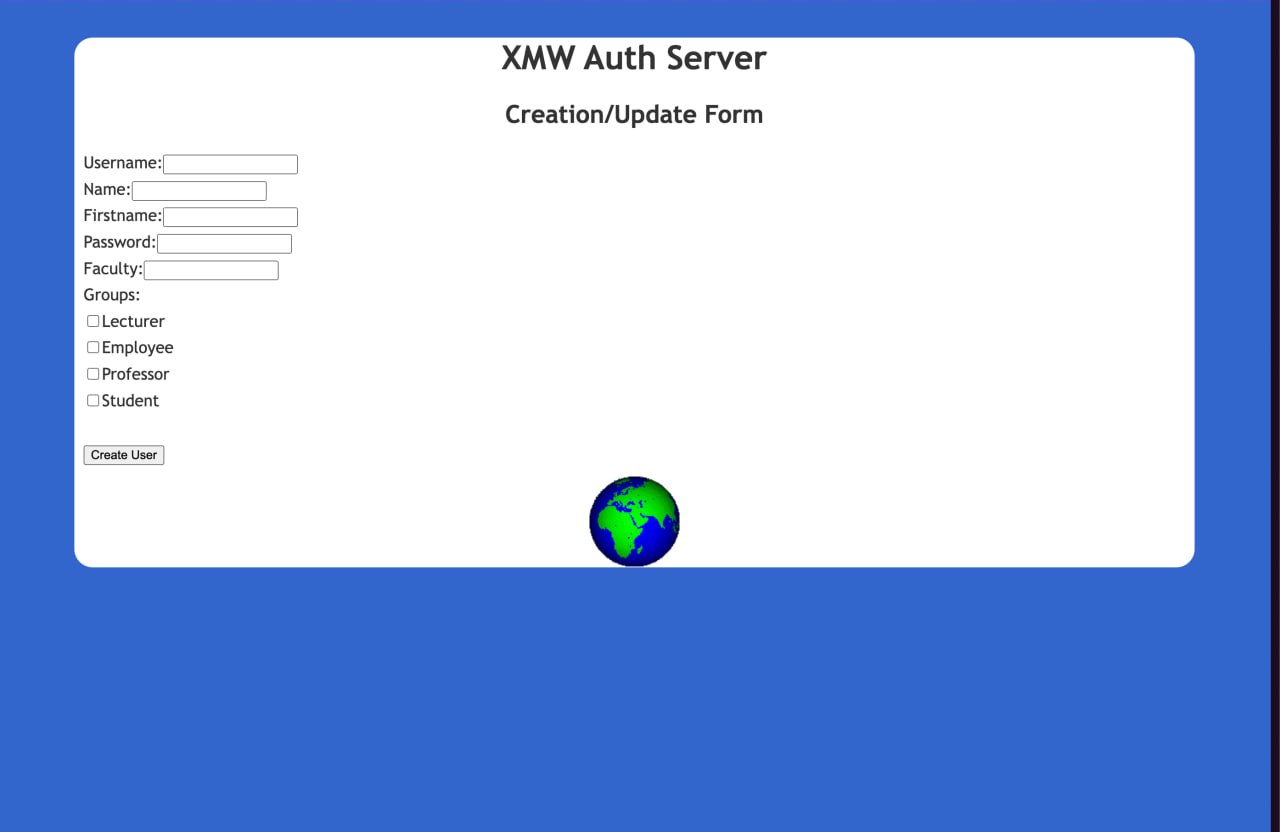 XMW Auth Server
Creation/Update Form
Username:
Name:
Firstname:
Password:
Faculty:
Groups:
Lecturer
Employee
Professor
Student
Create User